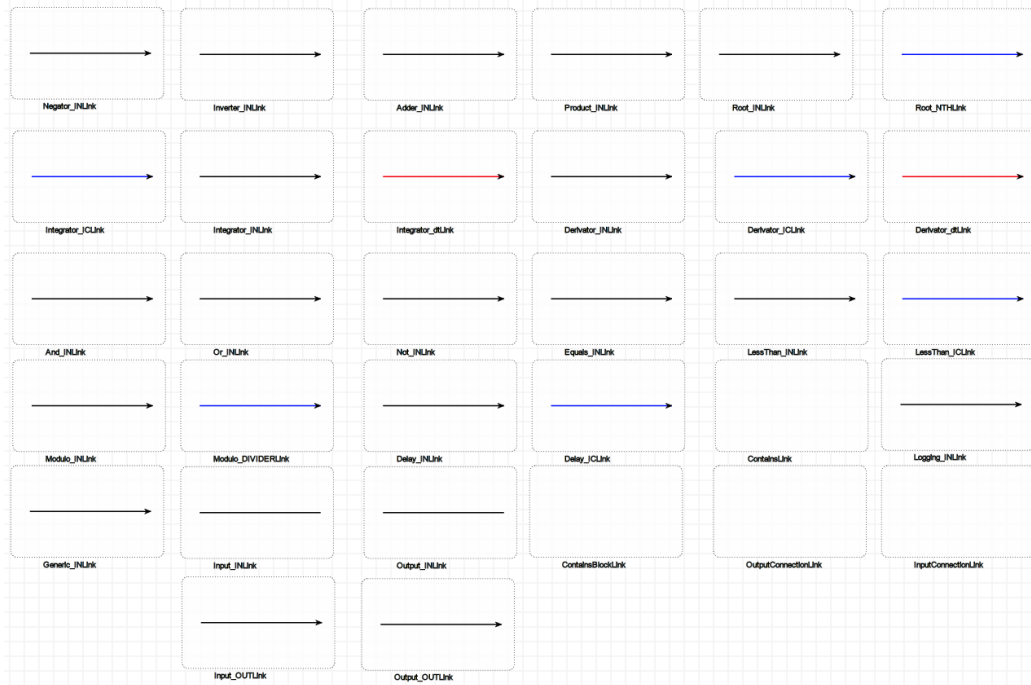 Negator_INLink
Inverter_INLink
Adder_INLink
Product_INLink
Root_INLink
Root_NTHLink
Integrator_ICLink
Integrator_INLink
Integrator_dtLink
Derivator_INLink
Derivator_ICLink
Derivator_dtLink
And_INLink
Or_INLink
Not_INLink
Equals_INLink
LessThan_INLink
LessThan_ICLink
Modulo_INLink
Modulo_DIVIDERLink
Delay_INLink
Delay_ICLink
ContainsLink
Logging_INLink
Generic_INLink
Input_INLink
Output_INLink
ContainsBlockLink
OutputConnectionLink
InputConnectionLink
Input_OUTLink
Output_OUTLink